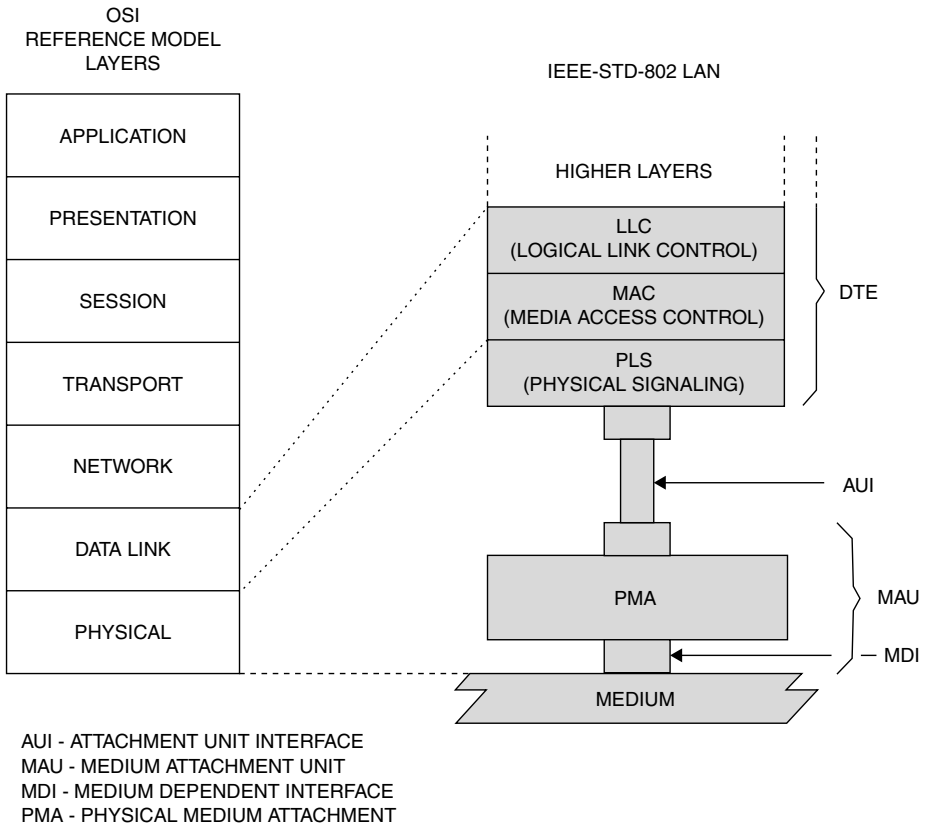 OSI
REFERENCE MODEL
LAYERS
APPLICATION
PRESENTATION
SESSION
TRANSPORT
NETWORK
DATA LINK
PHYSICAL
IEEE-STD-802 LAN
HIGHER LAYERS
LLC
(LOGICAL LINK CONTROL)
MAC
(MEDIA ACCESS CONTROL)
PLS
(PHYSICAL SIGNALING)
DTE
AUI
PMA
MAU
MDI
MEDIUM
AUI - ATTACHMENT UNIT INTERFACE
MAU - MEDIUM ATTACHMENT UNIT
MDI - MEDIUM DEPENDENT INTERFACE
PMA - PHYSICAL MEDIUM ATTACHMENT